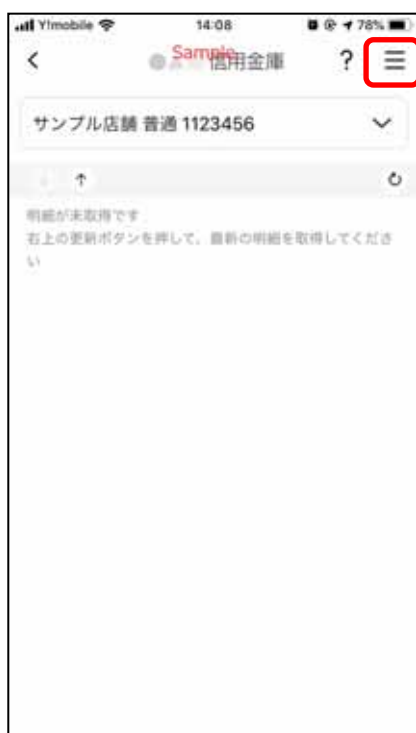 Y!mobile 14:08 78%
Sample
信用金庫 ?
サンプル店舗 普通 1123456
明細が未取得です
右上の更新ボタンを押して、最新の明細を取得してくださ
い